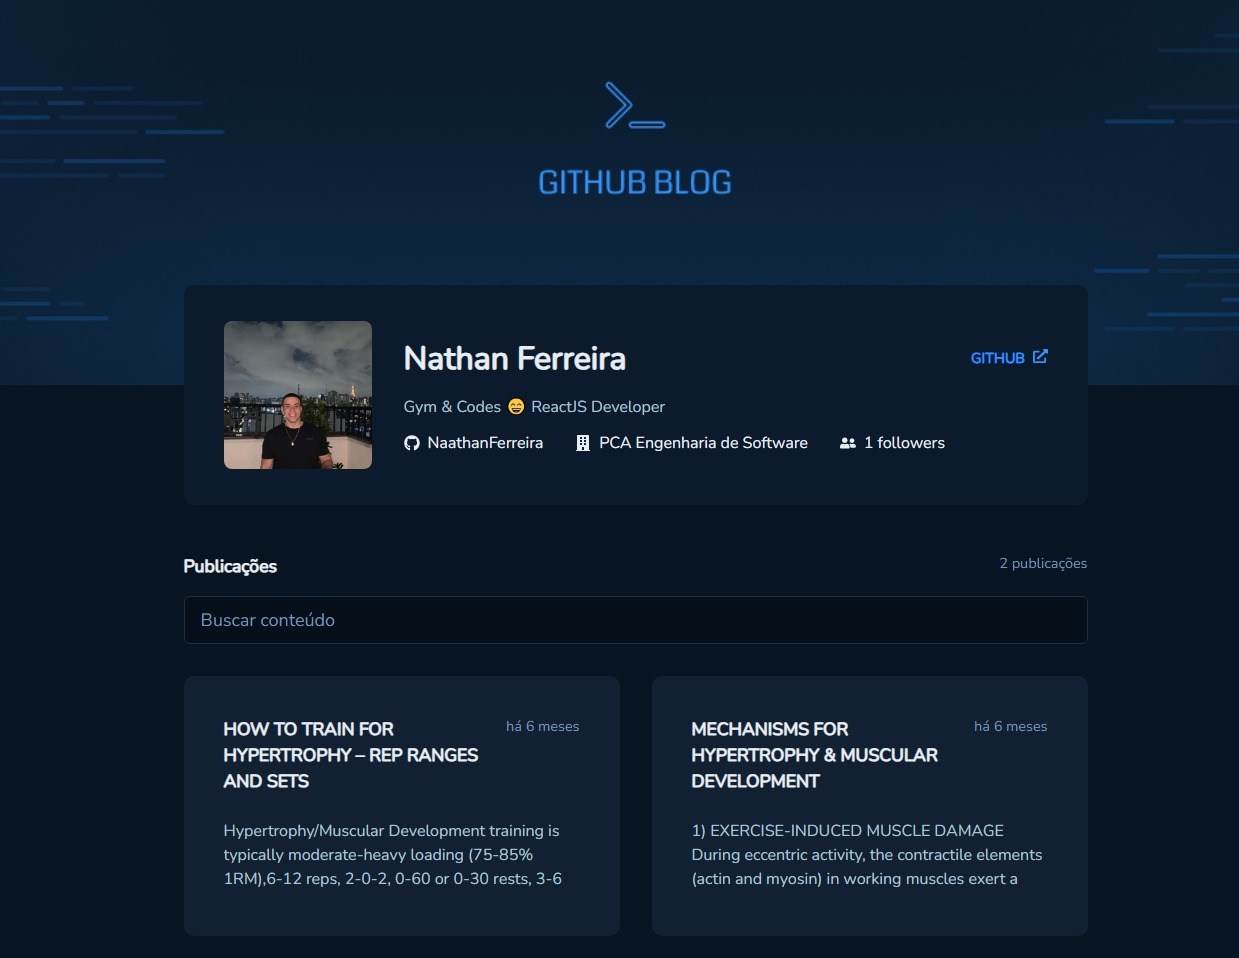 GITHUB BLOG
Nathan Ferreira
GITHUB
Gym & Codes 😄 ReactJS Developer
NaathanFerreira
PCA Engenharia de Software
1 followers
Publicações
2 publicações
Buscar conteúdo
HOW TO TRAIN FOR
HYPERTROPHY – REP RANGES
AND SETS
há 6 meses
Hypertrophy/Muscular Development training is
typically moderate-heavy loading (75-85%
1RM),6-12 reps, 2-0-2, 0-60 or 0-30 rests, 3-6
MECHANISMS FOR
HYPERTROPHY & MUSCULAR
DEVELOPMENT
há 6 meses
1) EXERCISE-INDUCED MUSCLE DAMAGE
During eccentric activity, the contractile elements
(actin and myosin) in working muscles exert a